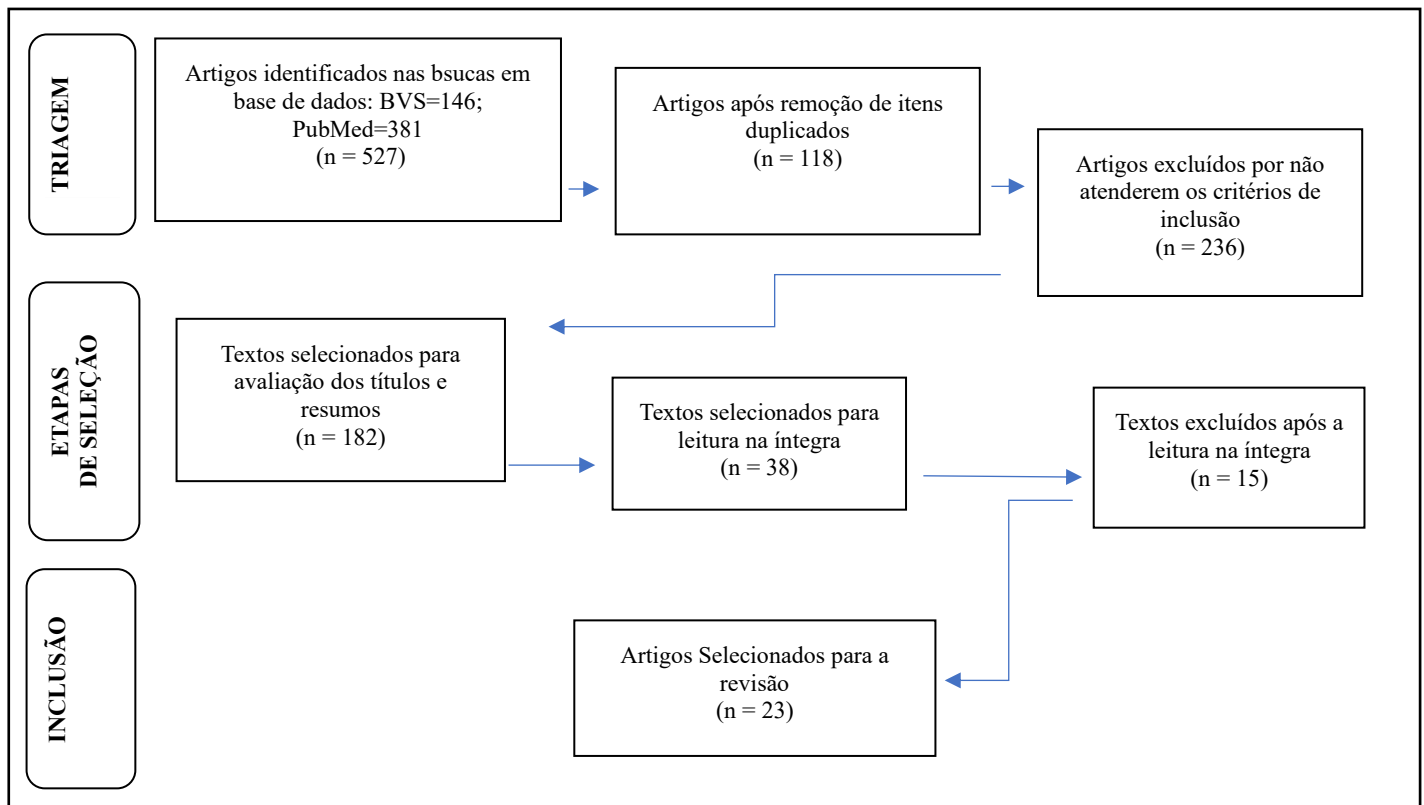 TRIAGEM
Artigos identificados nas bsucas em
base de dados: BVS=146;
PubMed=381
(n = 527)
Artigos após remoção de itens
duplicados
(n = 118)
Artigos excluídos por não
atenderem os critérios de
inclusão
(n = 236)
ETAPAS
DE SELEÇÃO
Textos selecionados para
avaliação dos títulos e
resumos
(n = 182)
Textos selecionados para
leitura na íntegra
(n = 38)
Textos excluídos após a
leitura na íntegra
(n = 15)
INCLUSÃO
Artigos Selecionados para a
revisão
(n = 23)